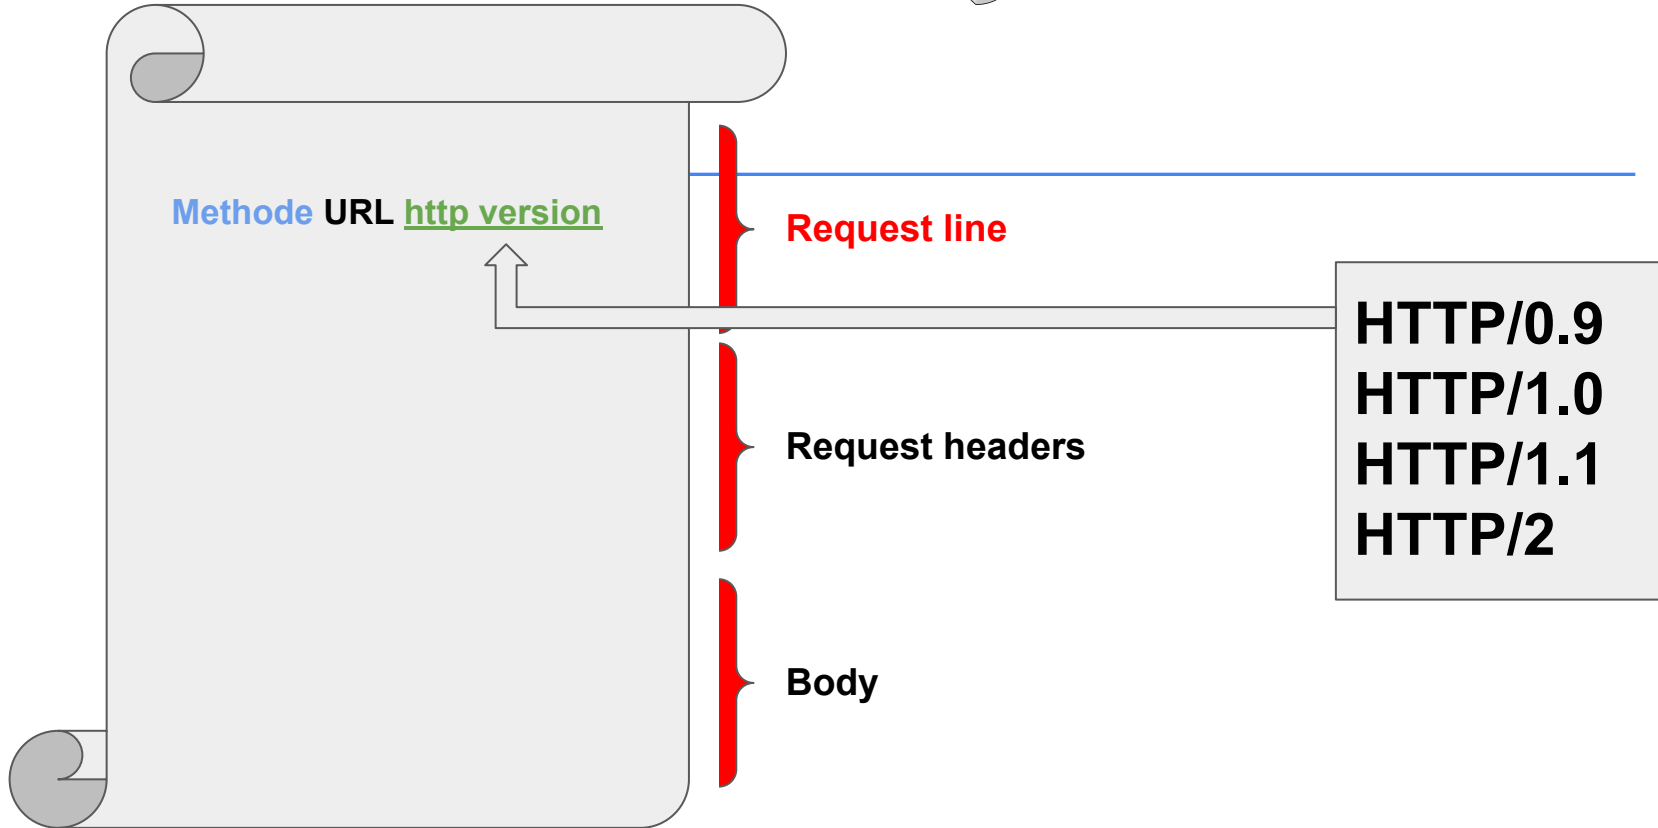 Methode URL http version
Request line
HTTP/0.9
HTTP/1.0
HTTP/1.1
HTTP/2
Request headers
Body